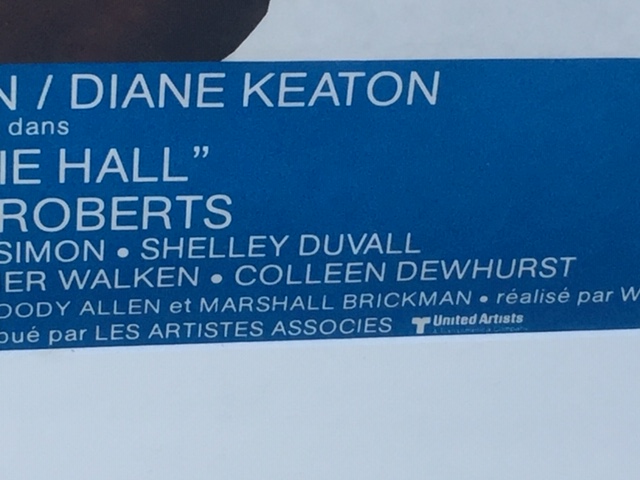 N / DIANE KEATON
dans
IE HALL”
ROBERTS
SIMON • SHELLEY DUVALL
ER WALKEN • COLLEEN DEWHURST
OODY ALLEN et MARSHALL BRICKMAN • réalisé par W
bué par LES ARTISTES ASSOCIES United Artists